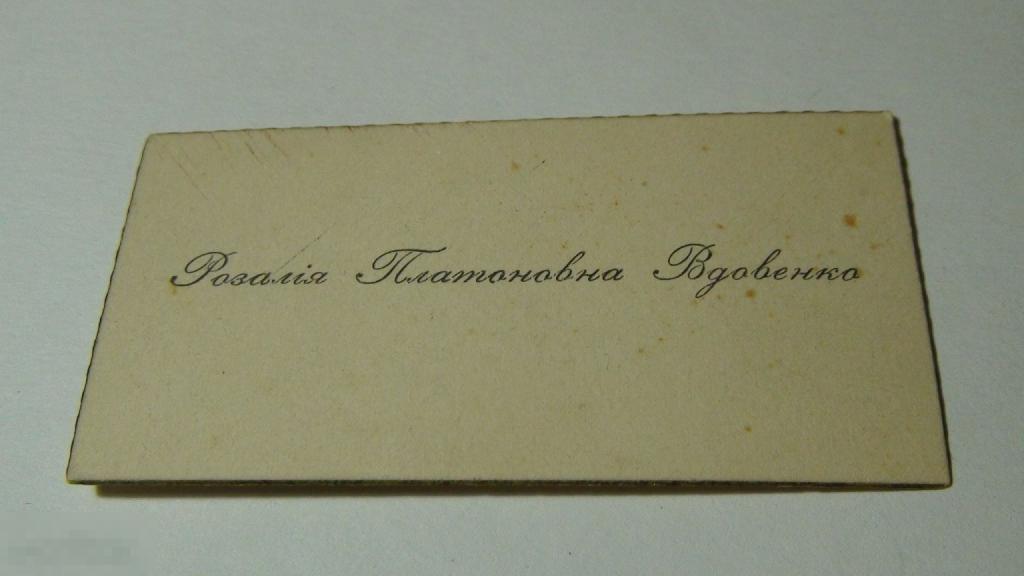 Розалія Платоновна Вдовенко